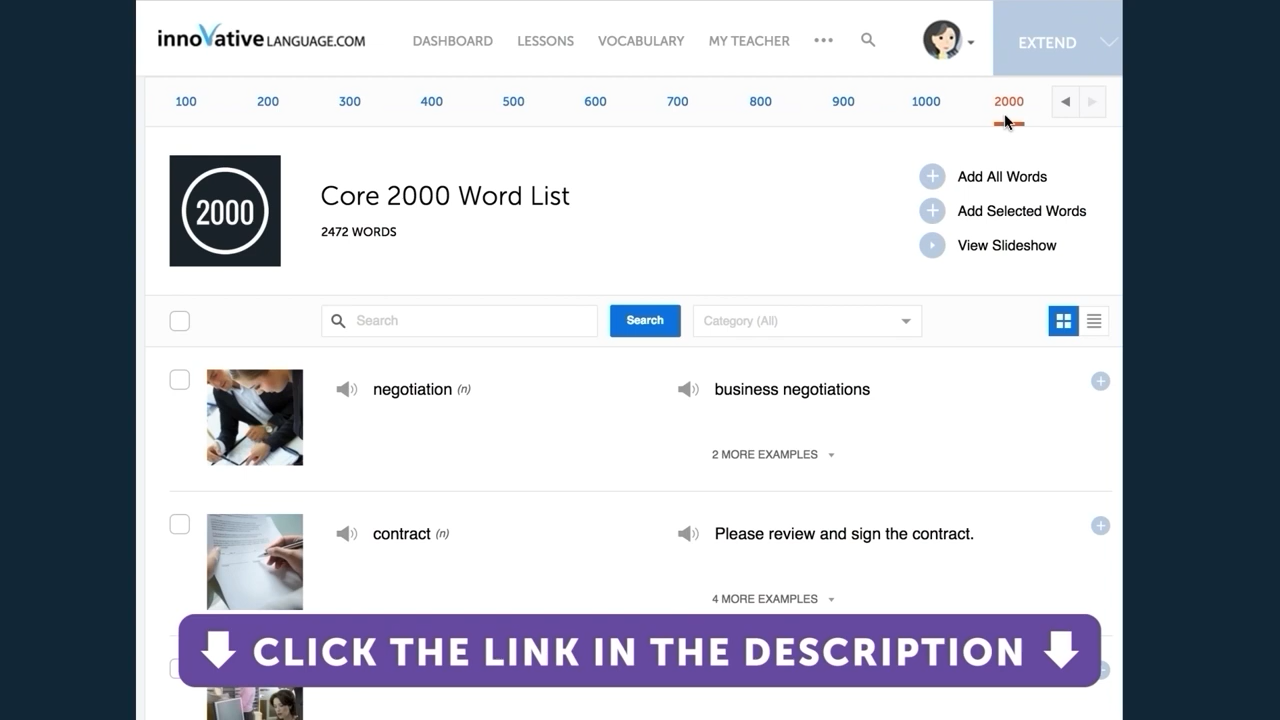 innovative LANGUAGE.COM DASHBOARD LESSONS VOCABULARY MY TEACHER ••• EXTEND
100 200 300 400 500 600 700 800 900 1000 2000
2000
Core 2000 Word List
2472 WORDS
Add All Words
Add Selected Words
View Slideshow
Search Search Category (All)
negotiation (n) business negotiations
2 MORE EXAMPLES
contract (n) Please review and sign the contract.
4 MORE EXAMPLES
CLICK THE LINK IN THE DESCRIPTION